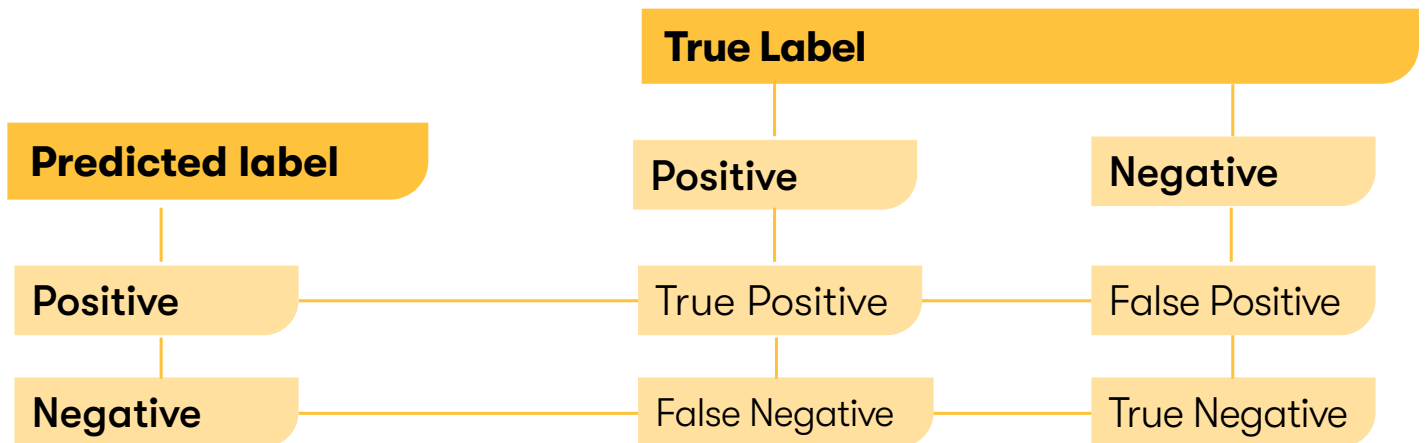 True Label
Predicted label
Positive
Negative
Positive
True Positive
False Positive
Negative
False Negative
True Negative